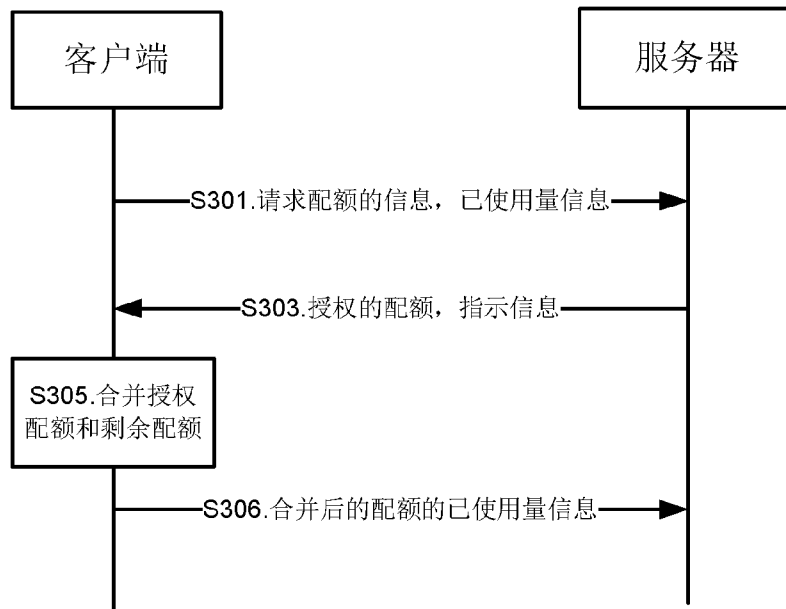 客户端
服务器
S301.请求配额的信息，已使用量信息
S303.授权的配额，指示信息
S305.合并授权
配额和剩余配额
S306.合并后的配额的已使用量信息